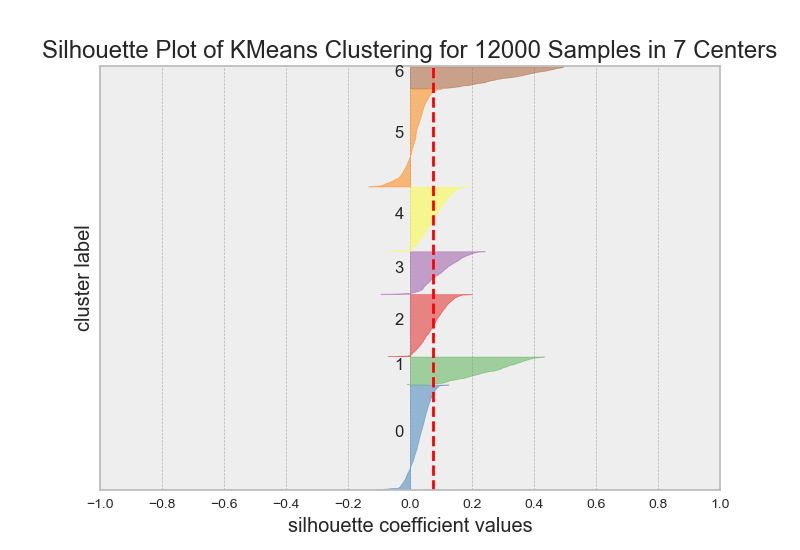 Silhouette Plot of KMeans Clustering for 12000 Samples in 7 Centers
6
5
4
3
2
1
0
cluster label
−1.0 −0.8 −0.6 −0.4 −0.2 0.0 0.2 0.4 0.6 0.8 1.0
silhouette coefficient values